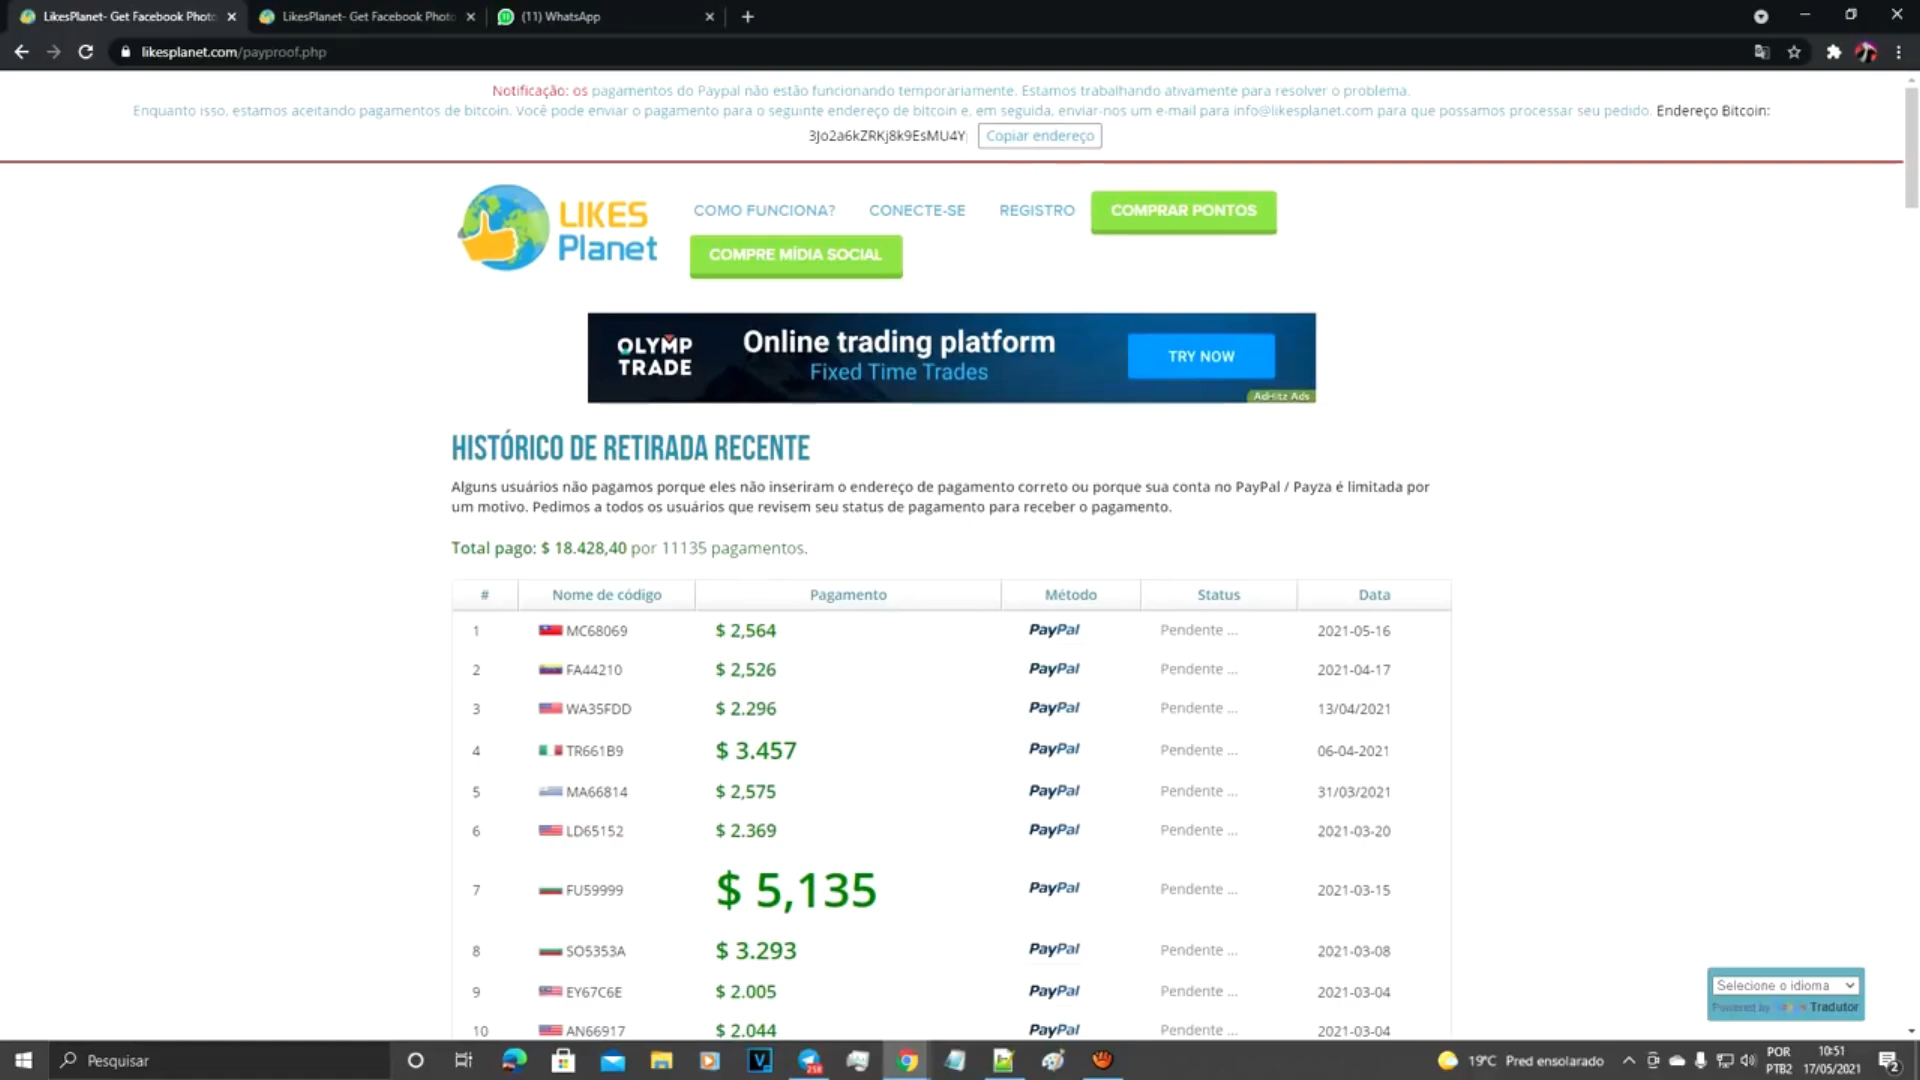 LikesPlanet- Get Facebook Photo
LikesPlanet- Get Facebook Photo
(11) WhatsApp
likesplanet.com/payproof.php
Notificação: os pagamentos do Paypal não estão funcionando temporariamente. Estamos trabalhando ativamente para resolver o problema.
Enquanto isso, estamos aceitando pagamentos de bitcoin. Você pode enviar o pagamento para o seguinte endereço de bitcoin e, em seguida, enviar-nos um e-mail para info@likesplanet.com para que possamos processar seu pedido. Endereço Bitcoin:
3Jo2a6kZRKj8k9EsMU4Y Copiar endereço
LIKES
Planet
COMO FUNCIONA? CONECTE-SE REGISTRO COMPRAR PONTOS
COMPRE MÍDIA SOCIAL
OLYMP
TRADE
Online trading platform
Fixed Time Trades
TRY NOW
AdHitz Ads
HISTÓRICO DE RETIRADA RECENTE
Alguns usuários não pagamos porque eles não inseriram o endereço de pagamento correto ou porque sua conta no PayPal / Payza é limitada por
um motivo. Pedimos a todos os usuários que revisem seu status de pagamento para receber o pagamento.
Total pago: $ 18.428,40 por 11135 pagamentos.
# Nome de código Pagamento Método Status Data
1 MC68069 $ 2,564 PayPal Pendente ... 2021-05-16
2 FA44210 $ 2,526 PayPal Pendente ... 2021-04-17
3 WA35FDD $ 2.296 PayPal Pendente ... 13/04/2021
4 TR661B9 $ 3.457 PayPal Pendente ... 06-04-2021
5 MA66814 $ 2,575 PayPal Pendente ... 31/03/2021
6 LD65152 $ 2.369 PayPal Pendente ... 2021-03-20
7 FU59999 $ 5,135 PayPal Pendente ... 2021-03-15
8 SO5353A $ 3.293 PayPal Pendente ... 2021-03-08
9 EY67C6E $ 2.005 PayPal Pendente ... 2021-03-04
10 AN66917 $ 2.044 PayPal Pendente ... 2021-03-04
Selecione o idioma
Powered by Tradutor
Pesquisar
258
19°C Pred ensolarado
POR
PTB2
10:51
17/05/2021
2